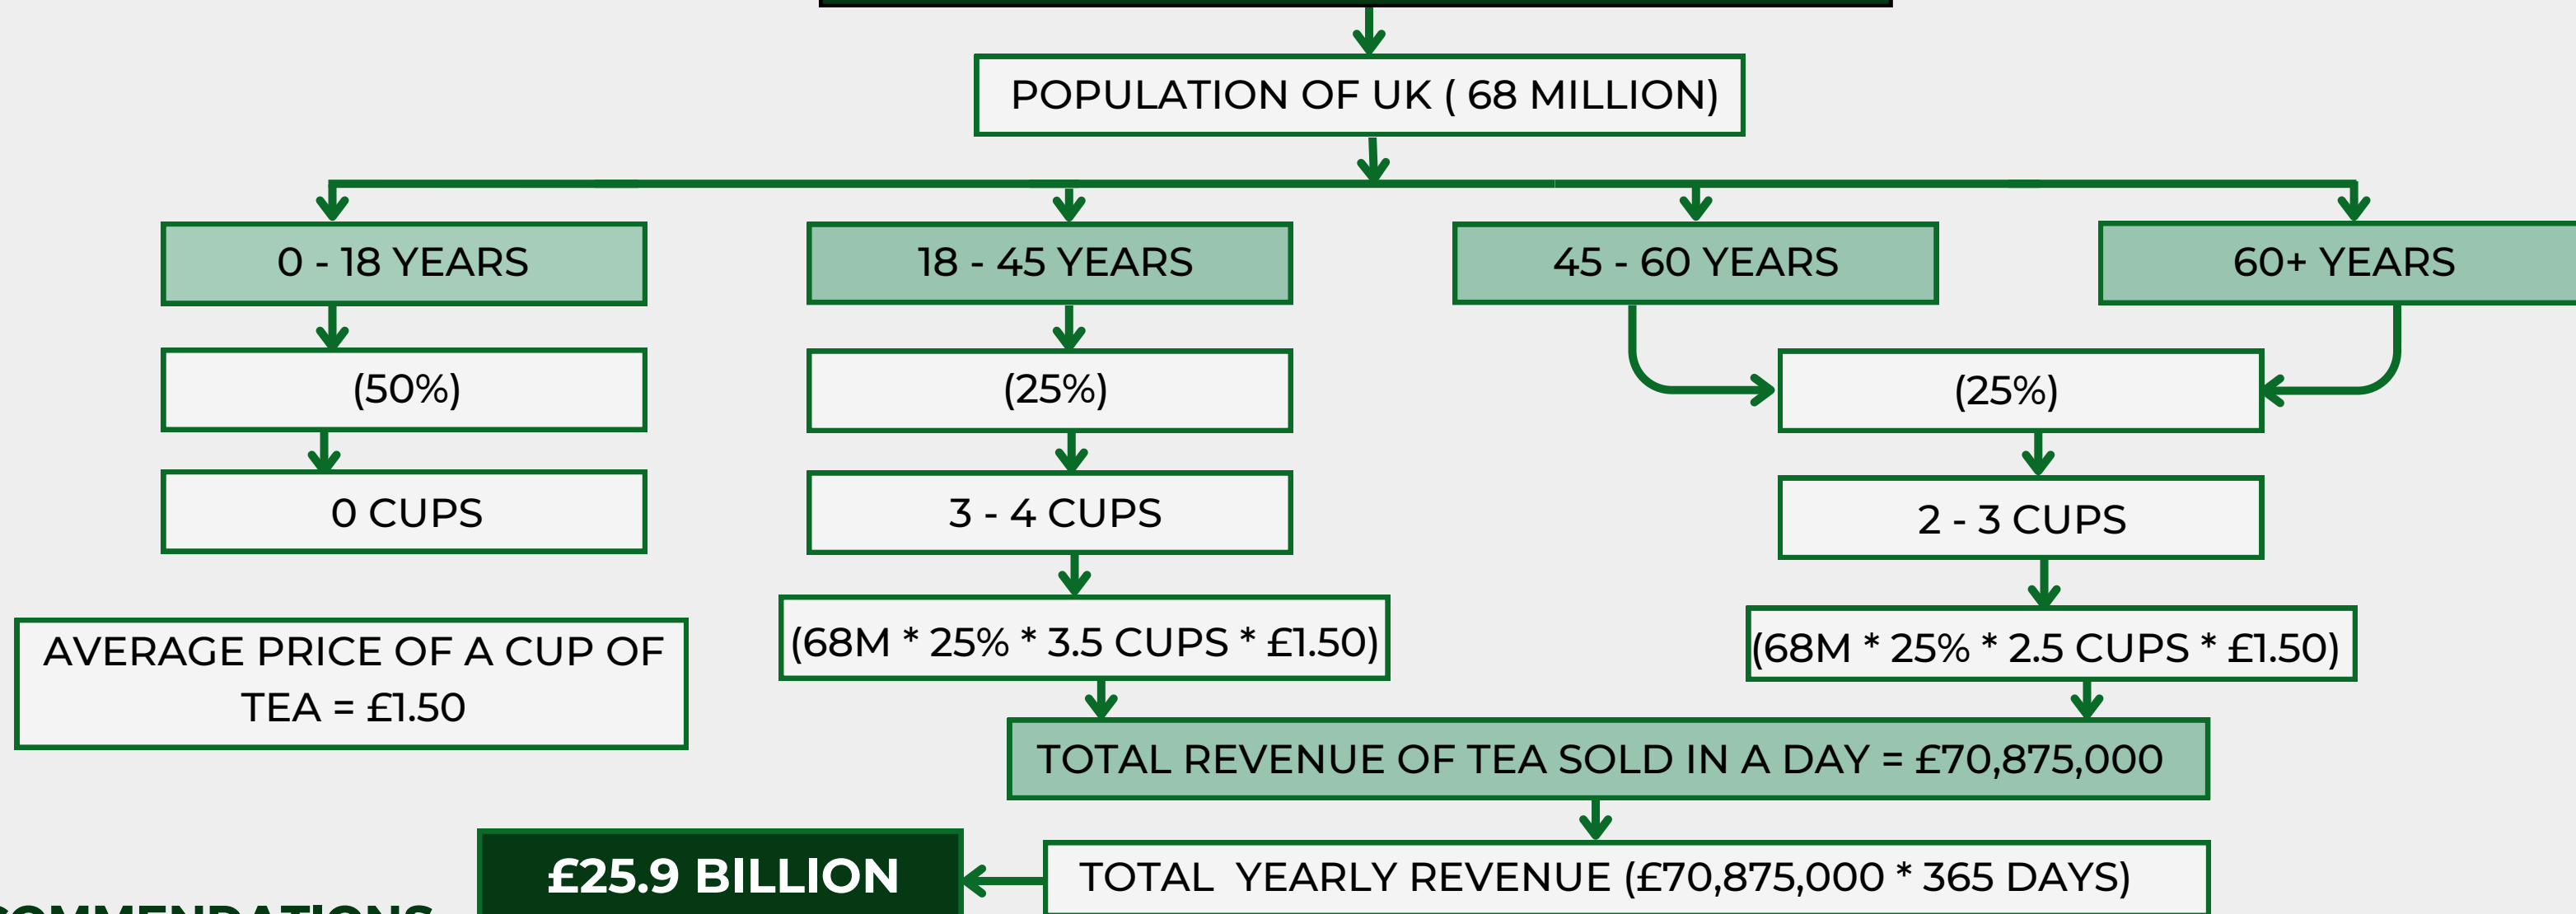 POPULATION OF UK ( 68 MILLION)
0 - 18 YEARS
18 - 45 YEARS
45 - 60 YEARS
60+ YEARS
(50%)
(25%)
(25%)
0 CUPS
3 - 4 CUPS
2 - 3 CUPS
(68M * 25% * 3.5 CUPS * £1.50)
(68M * 25% * 2.5 CUPS * £1.50)
AVERAGE PRICE OF A CUP OF
TEA = £1.50
TOTAL REVENUE OF TEA SOLD IN A DAY = £70,875,000
£25.9 BILLION
TOTAL YEARLY REVENUE (£70,875,000 * 365 DAYS)